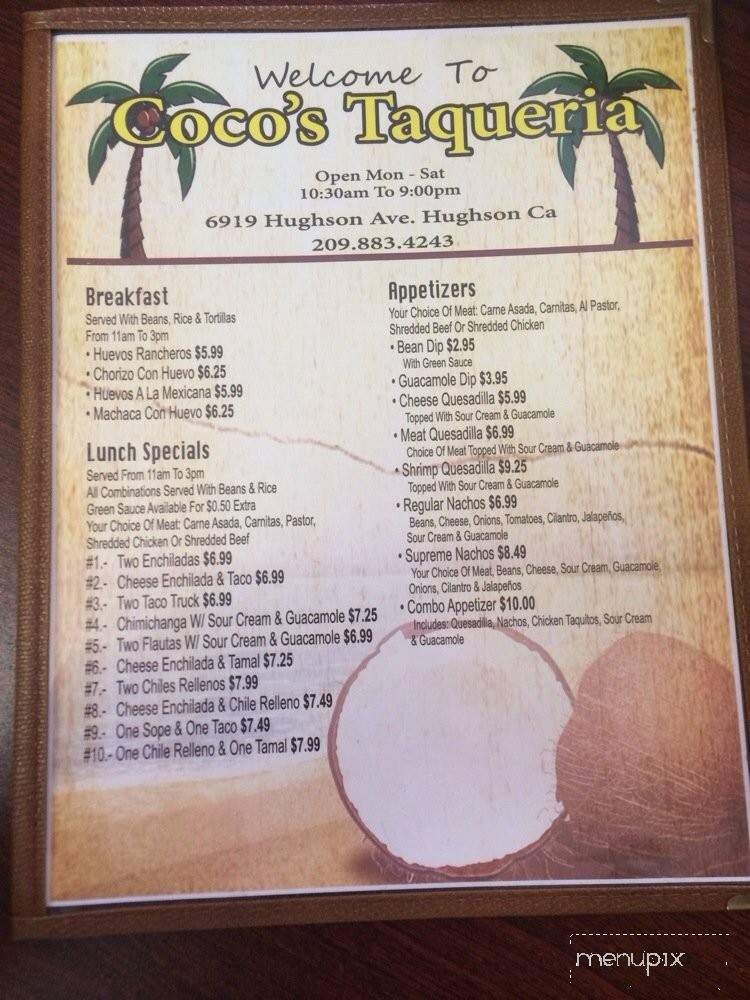 Welcome To
Coco's Taqueria
Open Mon - Sat
10:30am To 9:00pm
6919 Hughson Ave. Hughson Ca
209.883.4243
Breakfast
Served With Beans, Rice & Tortillas
From 11am To 3pm
• Huevos Rancheros $5.99
• Chorizo Con Huevo $6.25
• Huevos A La Mexicana $5.99
• Machaca Con Huevo $6.25
Lunch Specials
Served From 11am To 3pm
All Combinations Served With Beans & Rice
Green Sauce Available For $0.50 Extra
Your Choice Of Meat: Carne Asada, Carnitas, Pastor,
Shredded Chicken Or Shredded Beef
#1.- Two Enchiladas $6.99
#2.- Cheese Enchilada & Taco $6.99
#3.- Two Taco Truck $6.99
#4.- Chimichanga W/ Sour Cream & Guacamole $7.25
#5.- Two Flautas W/ Sour Cream & Guacamole $6.99
#6.- Cheese Enchilada & Tamal $7.25
#7.- Two Chiles Rellenos $7.99
#8.- Cheese Enchilada & Chile Relleno $7.49
#9.- One Sope & One Taco $7.49
#10.- One Chile Relleno & One Tamal $7.99
Appetizers
Your Choice Of Meat: Carne Asada, Carnitas, Al Pastor,
Shredded Beef Or Shredded Chicken
• Bean Dip $2.95
With Green Sauce
• Guacamole Dip $3.95
• Cheese Quesadilla $5.99
Topped With Sour Cream & Guacamole
• Meat Quesadilla $6.99
Choice Of Meat Topped With Sour Cream & Guacamole
• Shrimp Quesadilla $9.25
Topped With Sour Cream & Guacamole
• Regular Nachos $6.99
Beans, Cheese, Onions, Tomatoes, Cilantro, Jalapeños,
Sour Cream & Guacamole
• Supreme Nachos $8.49
Your Choice Of Meat, Beans, Cheese, Sour Cream, Guacamole,
Onions, Cilantro & Jalapeños
• Combo Appetizer $10.00
Includes: Quesadilla, Nachos, Chicken Taquitos, Sour Cream
& Guacamole
menupix